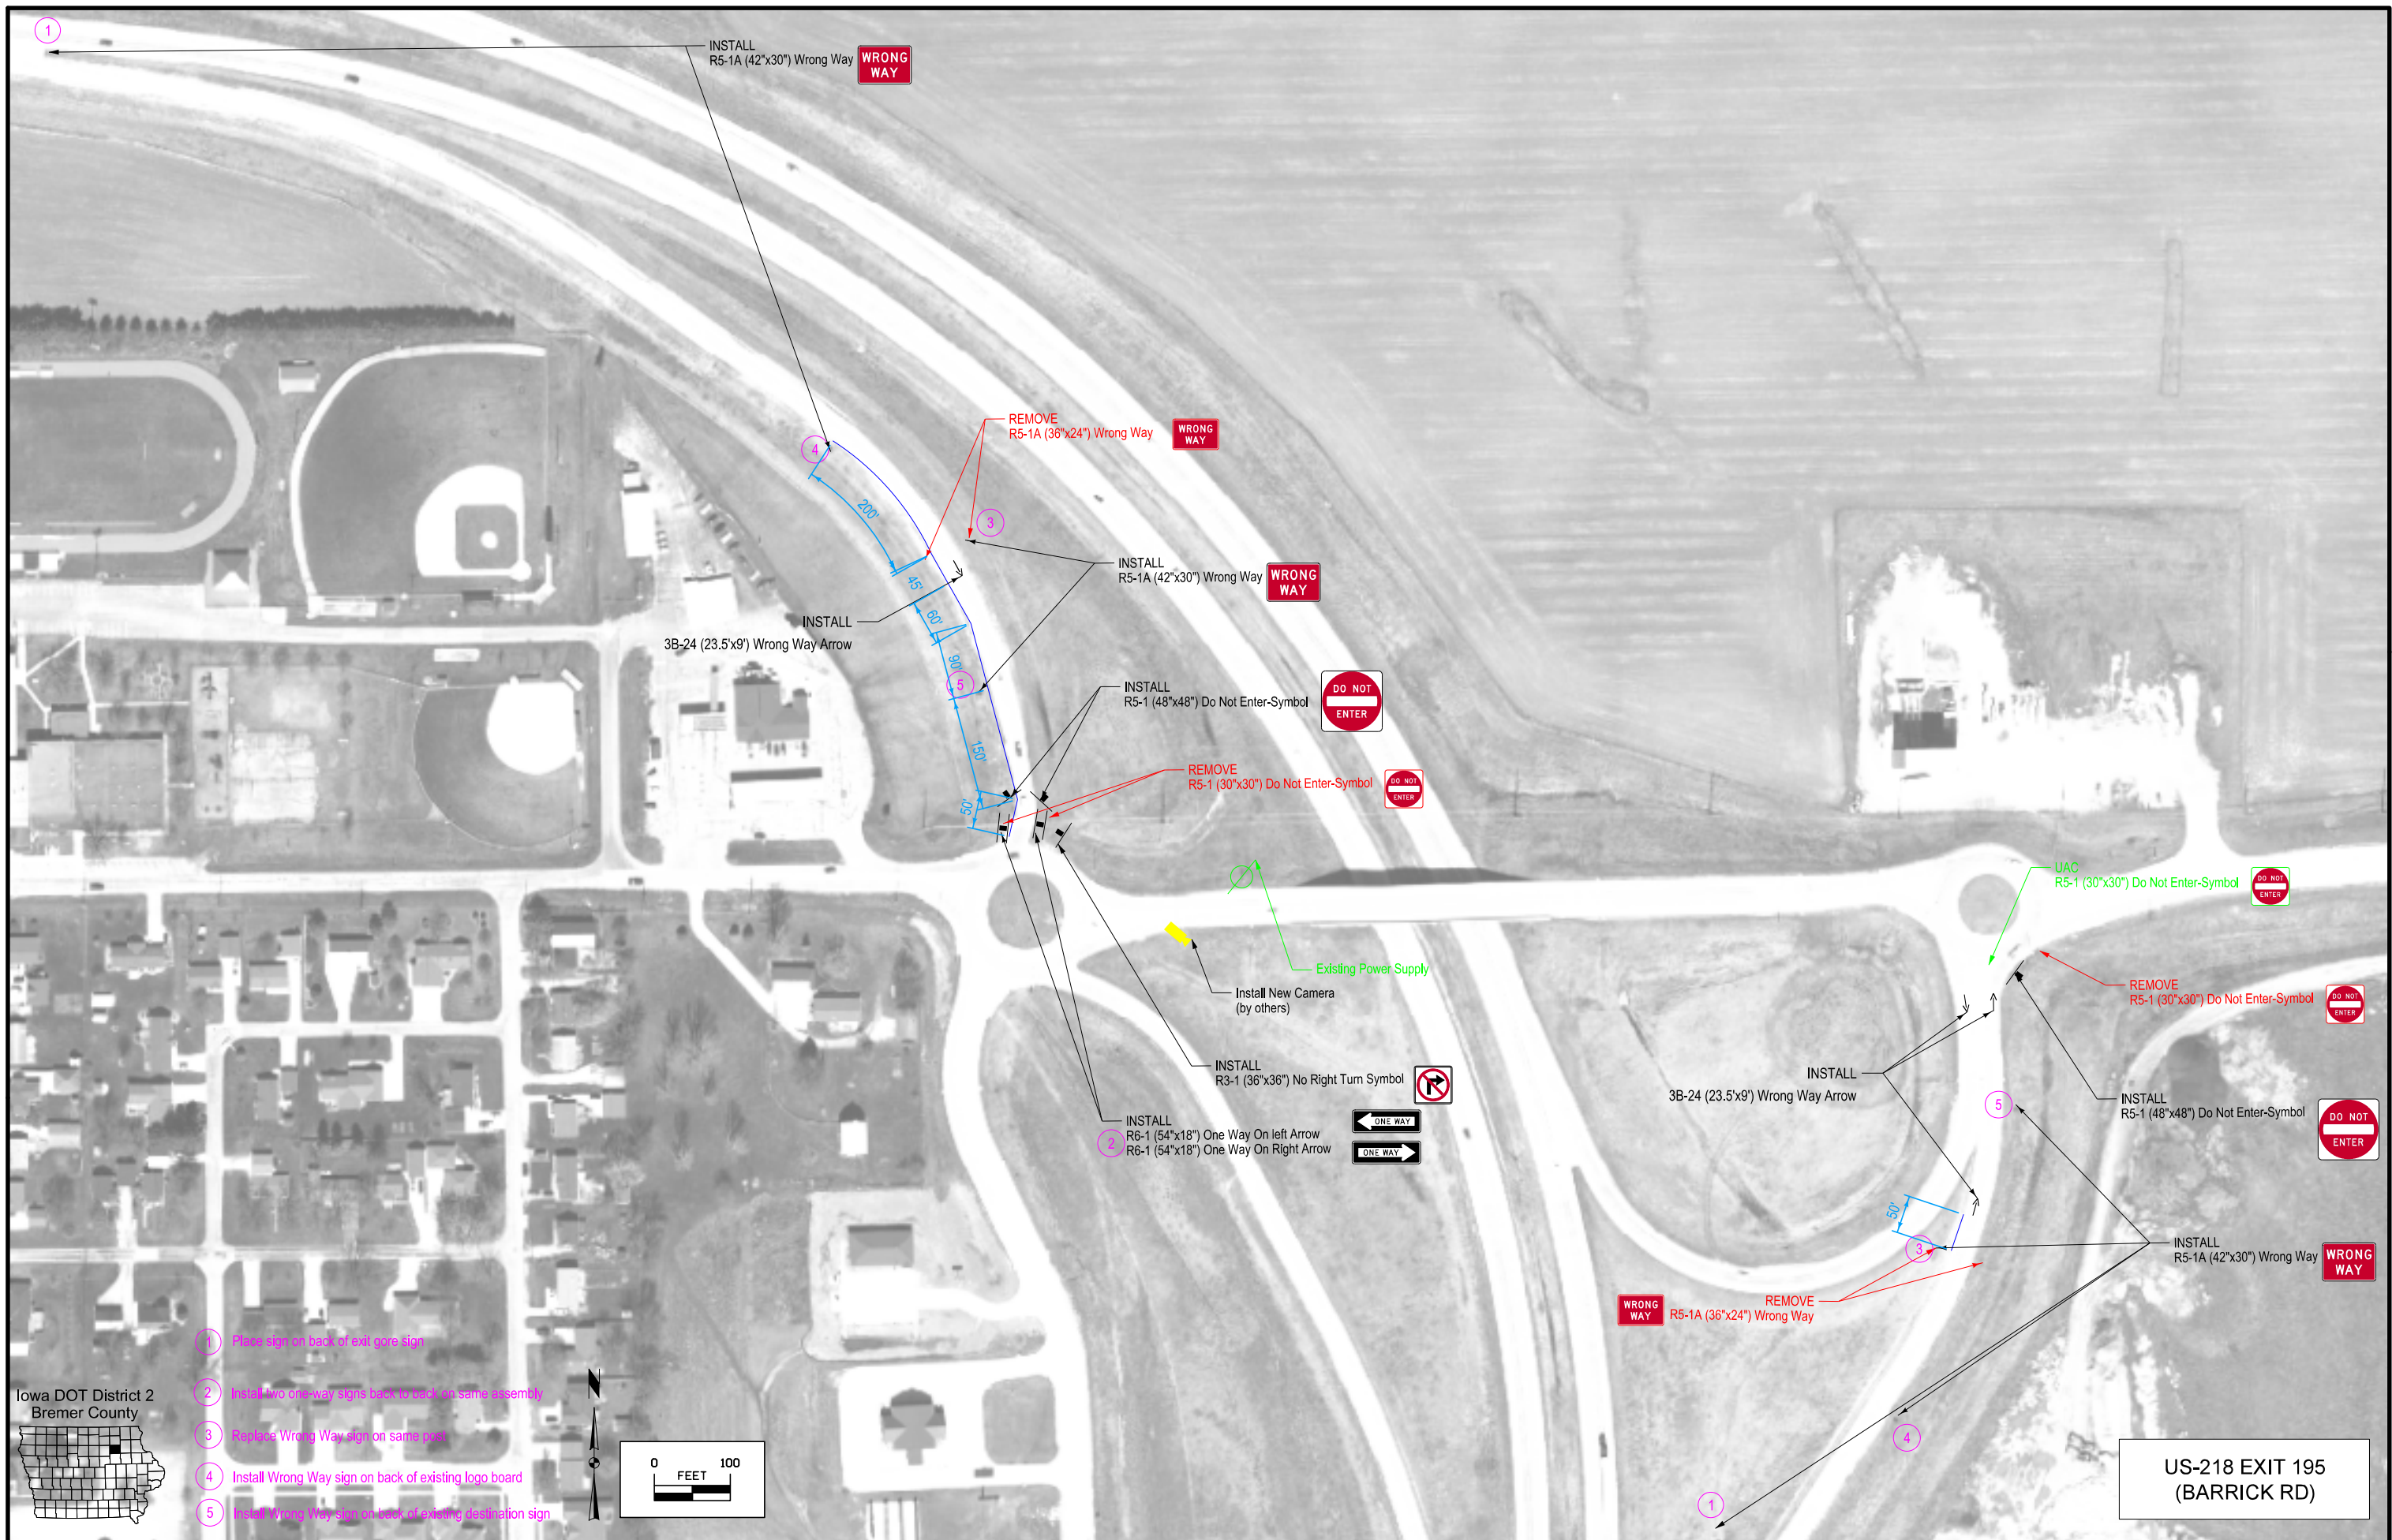 1
INSTALL
R5-1A (42"x30") Wrong Way
WRONG
WAY
REMOVE
R5-1A (36"x24") Wrong Way
WRONG
WAY
4
200'
3
45'
INSTALL
R5-1A (42"x30") Wrong Way
WRONG
WAY
INSTALL
3B-24 (23.5'x9') Wrong Way Arrow
60'
90'
5
INSTALL
R5-1 (48"x48") Do Not Enter-Symbol
DO NOT
ENTER
150'
REMOVE
R5-1 (30"x30") Do Not Enter-Symbol
DO NOT
ENTER
50'
UAC
R5-1 (30"x30") Do Not Enter-Symbol
DO NOT
ENTER
Existing Power Supply
Install New Camera
(by others)
REMOVE
R5-1 (30"x30") Do Not Enter-Symbol
DO NOT
ENTER
INSTALL
R3-1 (36"x36") No Right Turn Symbol
INSTALL
3B-24 (23.5'x9') Wrong Way Arrow
5
INSTALL
R5-1 (48"x48") Do Not Enter-Symbol
DO NOT
ENTER
INSTALL
2
R6-1 (54"x18") One Way On left Arrow
R6-1 (54"x18") One Way On Right Arrow
ONE WAY
ONE WAY
50'
3
INSTALL
R5-1A (42"x30") Wrong Way
WRONG
WAY
REMOVE
R5-1A (36"x24") Wrong Way
WRONG
WAY
4
1
1 Place sign on back of exit gore sign
2 Install two one-way signs back to back on same assembly
3 Replace Wrong Way sign on same post
4 Install Wrong Way sign on back of existing logo board
5 Install Wrong Way sign on back of existing destination sign
Iowa DOT District 2
Bremer County
N
0 100
FEET
US-218 EXIT 195
(BARRICK RD)